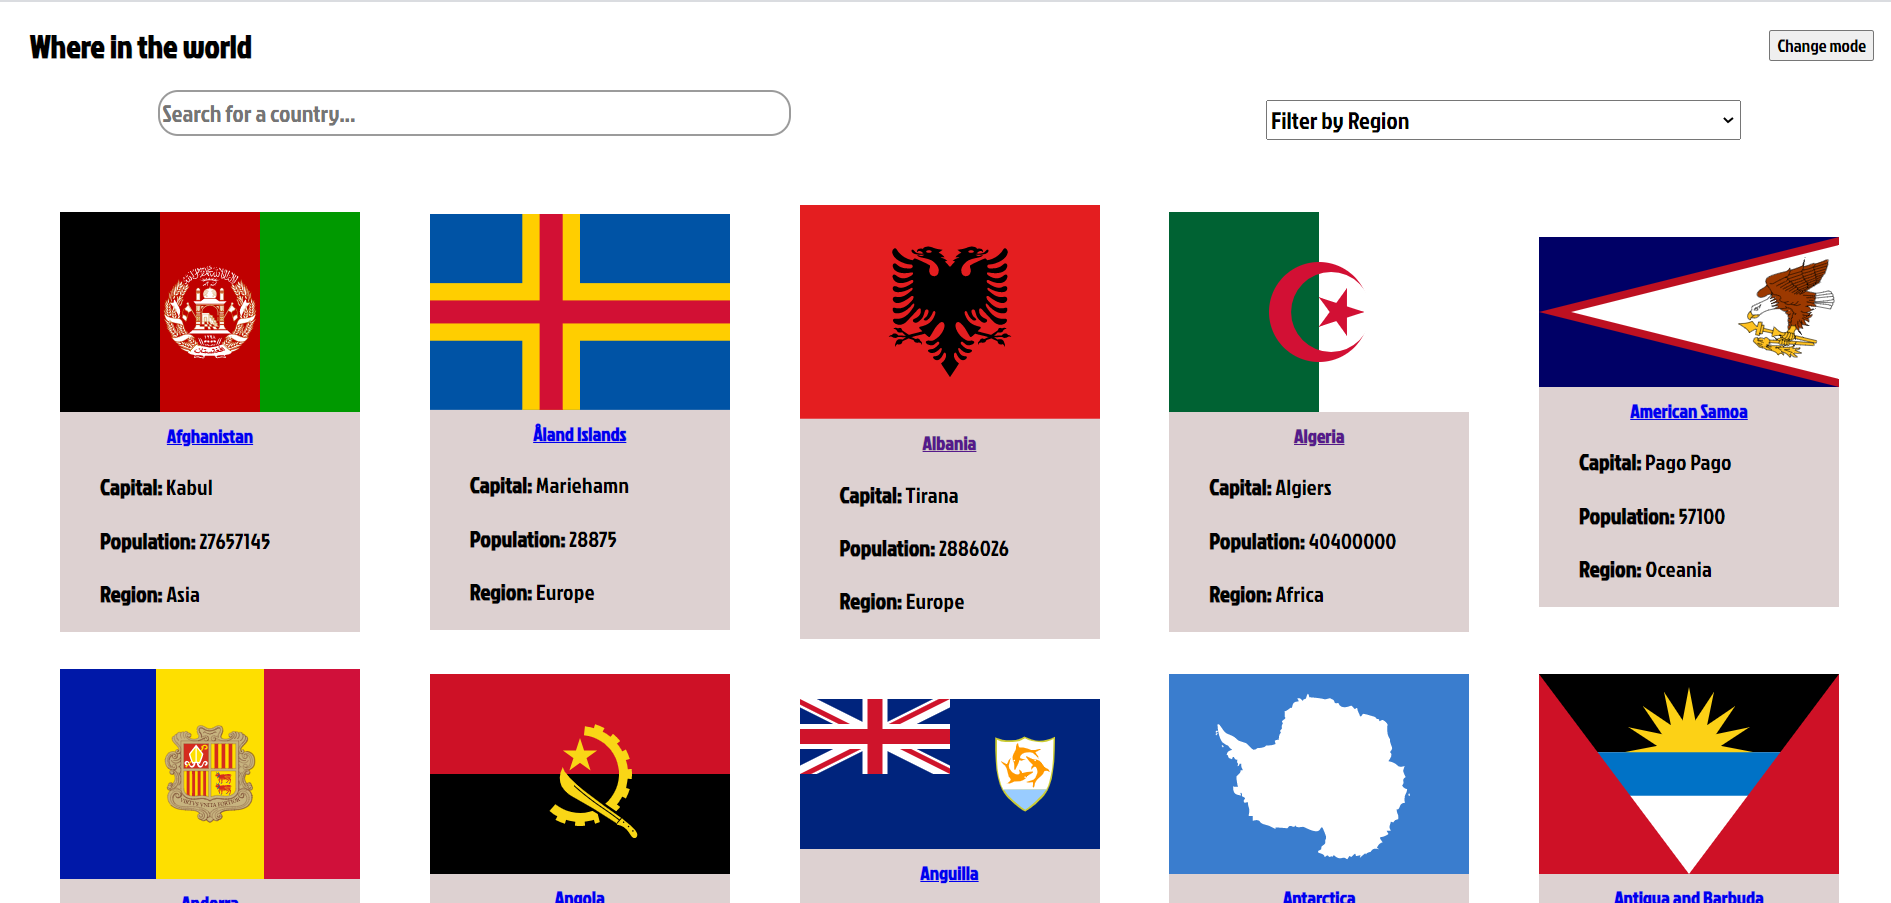 Where in the world
Change mode
Search for a country...
Filter by Region
Afghanistan
Capital: Kabul
Population: 27657145
Region: Asia
Åland Islands
Capital: Mariehamn
Population: 28875
Region: Europe
Albania
Capital: Tirana
Population: 2886026
Region: Europe
Algeria
Capital: Algiers
Population: 40400000
Region: Africa
American Samoa
Capital: Pago Pago
Population: 57100
Region: Oceania
Andorra
Angola
Anguilla
Antarctica
Antigua and Barbuda